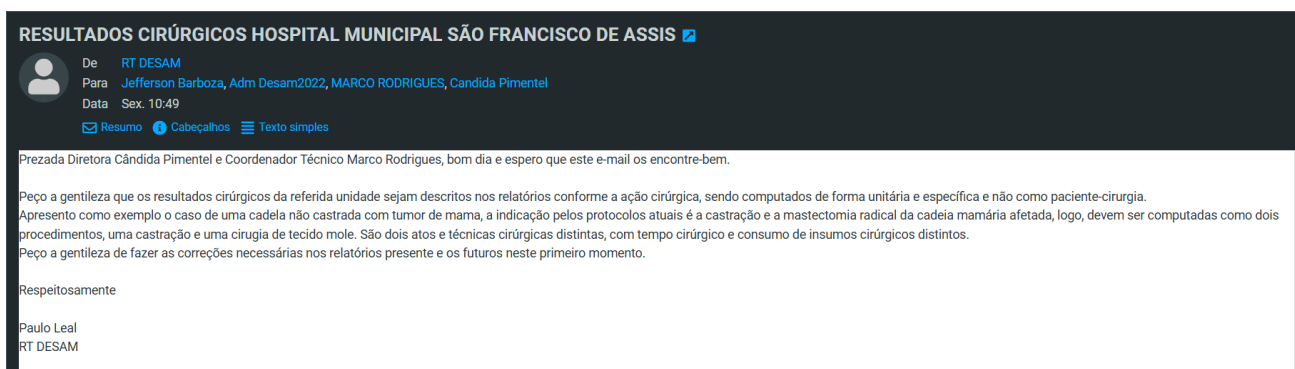 RESULTADOS CIRÚRGICOS HOSPITAL MUNICIPAL SÃO FRANCISCO DE ASSIS
De RT DESAM
Para Jefferson Barboza, Adm Desam2022, MARCO RODRIGUES, Candida Pimentel
Data Sex. 10:49
Resumo Cabeçalhos Texto simples
Prezada Diretora Cândida Pimentel e Coordenador Técnico Marco Rodrigues, bom dia e espero que este e-mail os encontre-bem.
Peço a gentileza que os resultados cirúrgicos da referida unidade sejam descritos nos relatórios conforme a ação cirúrgica, sendo computados de forma unitária e específica e não como paciente-cirurgia.
Apresento como exemplo o caso de uma cadela não castrada com tumor de mama, a indicação pelos protocolos atuais é a castração e a mastectomia radical da cadeia mamária afetada, logo, devem ser computadas como dois
procedimentos, uma castração e uma cirugia de tecido mole. São dois atos e técnicas cirúrgicas distintas, com tempo cirúrgico e consumo de insumos cirúrgicos distintos.
Peço a gentileza de fazer as correções necessárias nos relatórios presente e os futuros neste primeiro momento.
Respeitosamente
Paulo Leal
RT DESAM